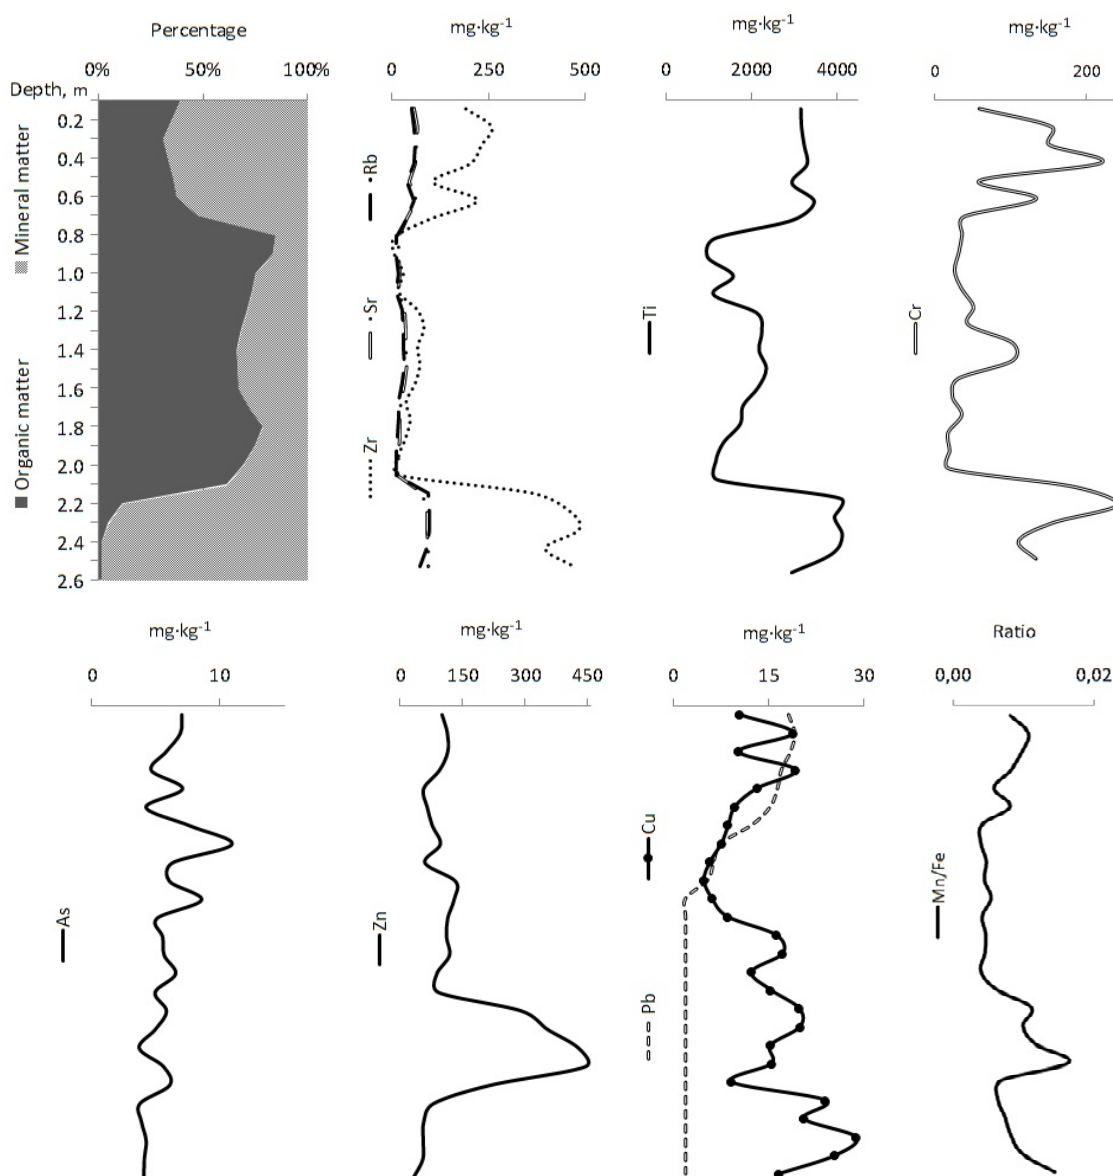 Percentage
mg·kg⁻¹
mg·kg⁻¹
mg·kg⁻¹
0% 50% 100%
0 250 500
0 2000 4000
0 200
Depth, m
0.2
0.4
0.6
0.8
1.0
1.2
1.4
1.6
1.8
2.0
2.2
2.4
2.6
Mineral matter
Organic matter
Rb
Sr
Zr
Ti
Cr
mg·kg⁻¹
mg·kg⁻¹
mg·kg⁻¹
Ratio
0 10
0 150 300 450
0 15 30
0,00 0,02
As
Zn
Cu
Pb
Mn/Fe